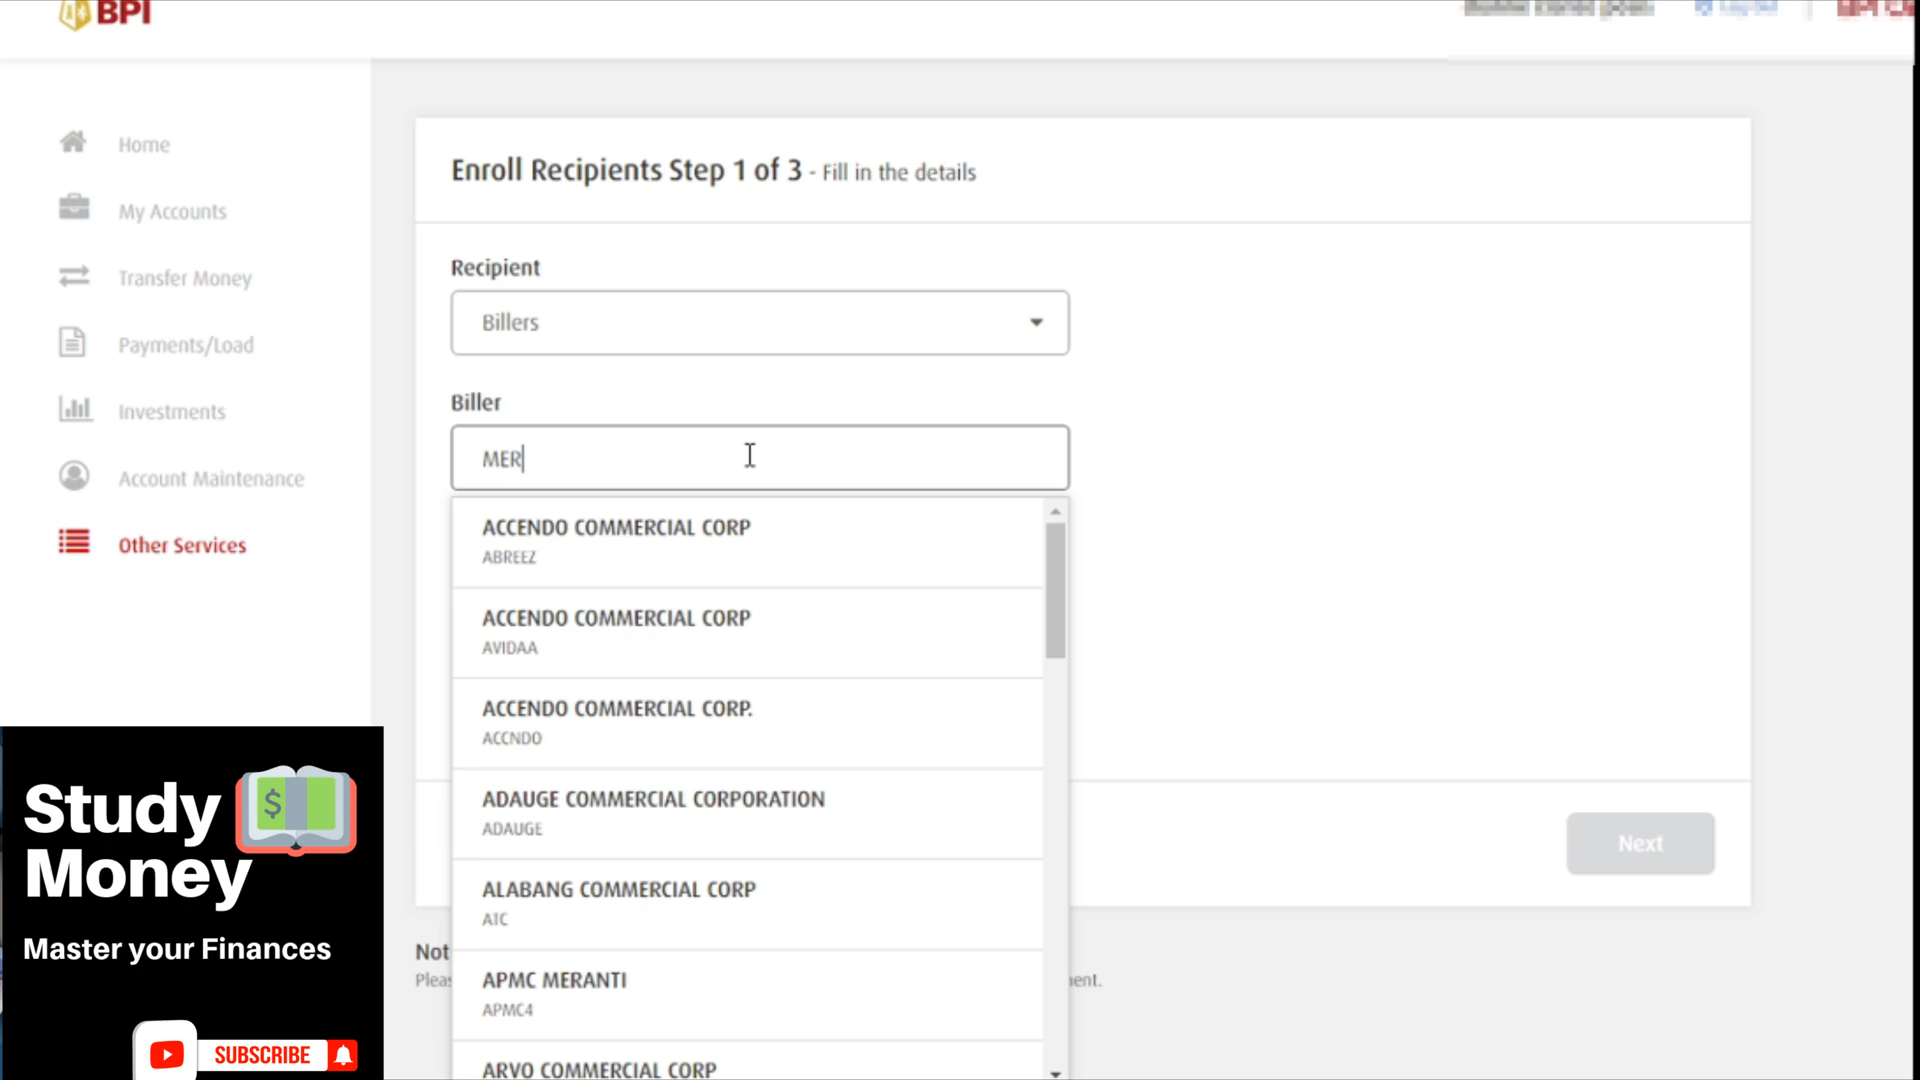 BPI
Home
My Accounts
Transfer Money
Payments/Load
Investments
Account Maintenance
Other Services
Enroll Recipients Step 1 of 3 - Fill in the details
Recipient
Billers
Biller
MER
ACCENDO COMMERCIAL CORP
ABREEZ
ACCENDO COMMERCIAL CORP
AVIDAA
ACCENDO COMMERCIAL CORP.
ACCNDO
ADAUGE COMMERCIAL CORPORATION
ADAUGE
ALABANG COMMERCIAL CORP
ATC
APMC MERANTI
APMC4
ARVO COMMERCIAL CORP
Next
Study
Money
Master your Finances
SUBSCRIBE